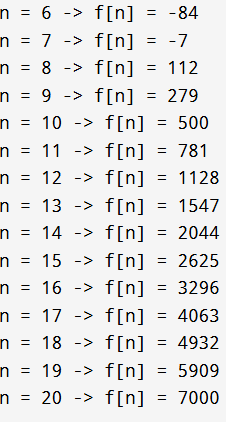 n = 6 -> f[n] = -84
n = 7 -> f[n] = -7
n = 8 -> f[n] = 112
n = 9 -> f[n] = 279
n = 10 -> f[n] = 500
n = 11 -> f[n] = 781
n = 12 -> f[n] = 1128
n = 13 -> f[n] = 1547
n = 14 -> f[n] = 2044
n = 15 -> f[n] = 2625
n = 16 -> f[n] = 3296
n = 17 -> f[n] = 4063
n = 18 -> f[n] = 4932
n = 19 -> f[n] = 5909
n = 20 -> f[n] = 7000